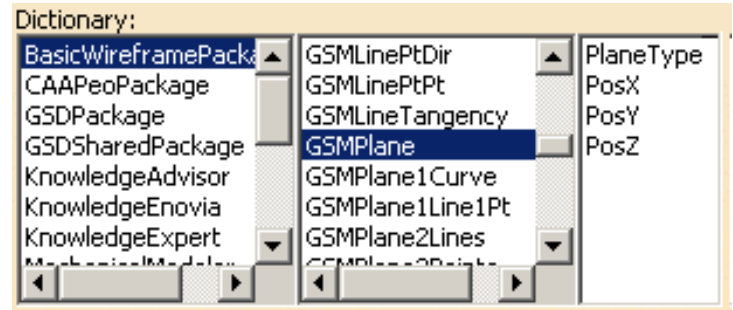 Dictionary:
BasicWireframePacka
CAAPeoPackage
GSDPackage
GSDSharedPackage
KnowledgeAdvisor
KnowledgeEnovia
KnowledgeExpert
GSMLinePtDir
GSMLinePtPt
GSMLineTangency
GSMPlane
GSMPlane1Curve
GSMPlane1Line1Pt
GSMPlane2Lines
PlaneType
PosX
PosY
PosZ